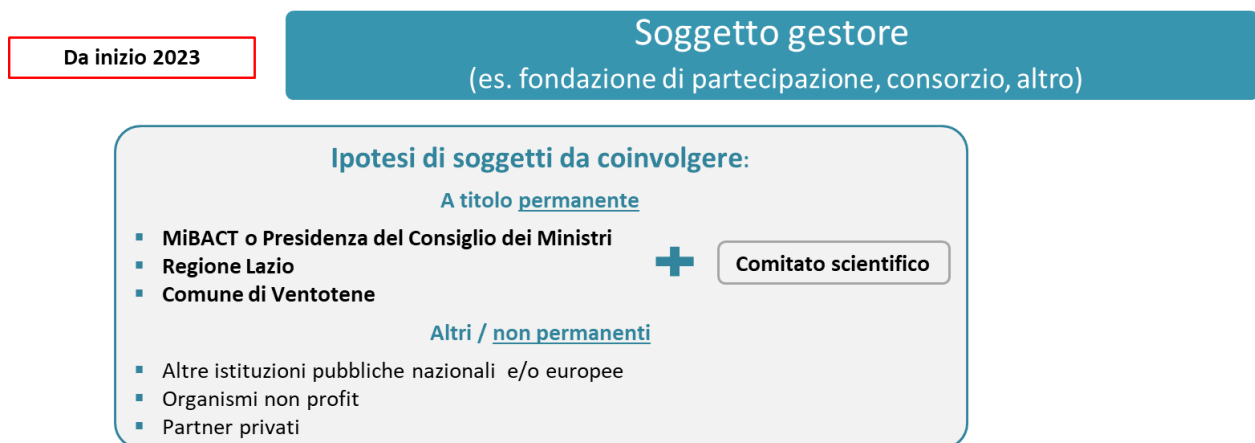 Da inizio 2023
Soggetto gestore
(es. fondazione di partecipazione, consorzio, altro)
Ipotesi di soggetti da coinvolgere:
A titolo permanente
▪ MiBACT o Presidenza del Consiglio dei Ministri
▪ Regione Lazio
▪ Comune di Ventotene
+
Comitato scientifico
Altri / non permanenti
▪ Altre istituzioni pubbliche nazionali e/o europee
▪ Organismi non profit
▪ Partner privati